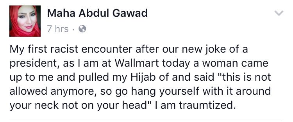 Maha Abdul Gawad
7 hrs ·
My first racist encounter after our new joke of a
president, as I am at Wallmart today a woman came
up to me and pulled my Hijab of and said "this is not
allowed anymore, so go hang yourself with it around
your neck not on your head" I am traumtized.